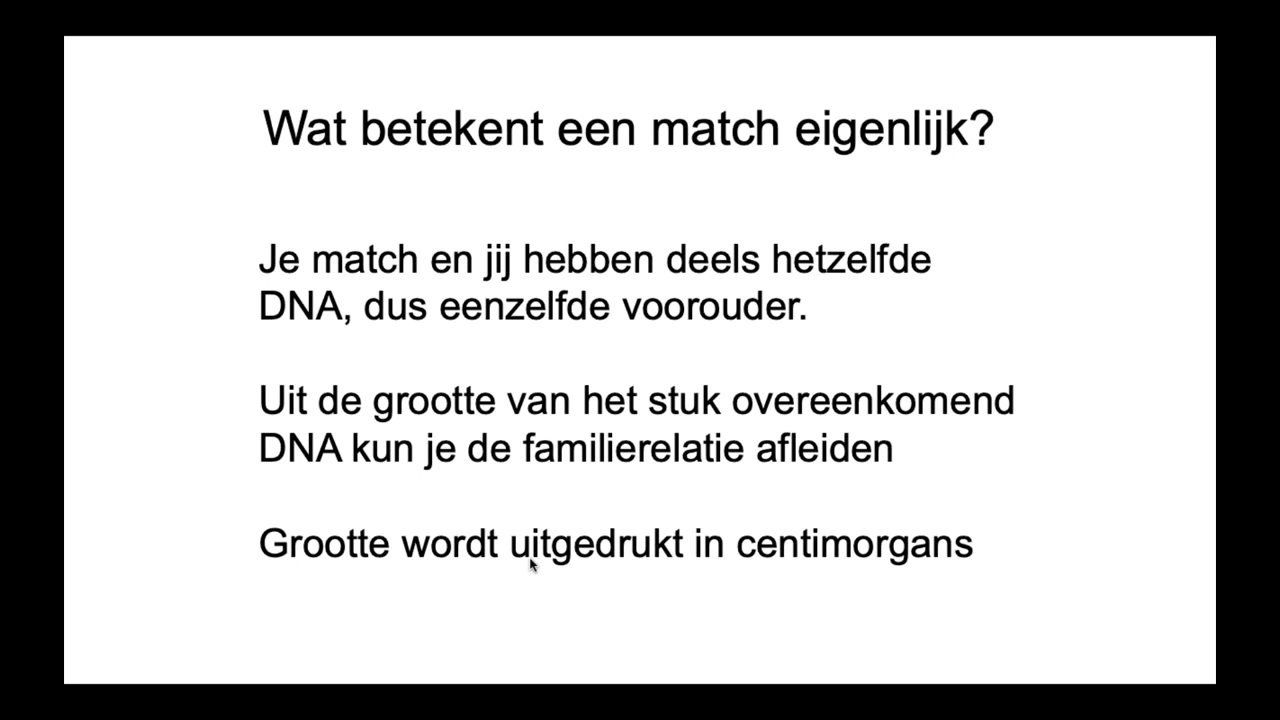 Wat betekent een match eigenlijk?
Je match en jij hebben deels hetzelfde
DNA, dus eenzelfde voorouder.
Uit de grootte van het stuk overeenkomend
DNA kun je de familierelatie afleiden
Grootte wordt uitgedrukt in centimorgans